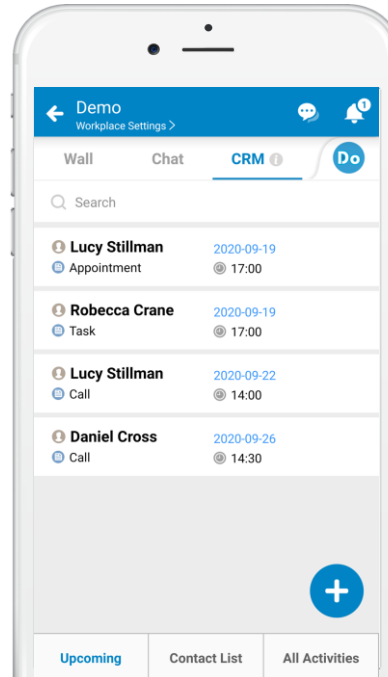 Demo
Workplace Settings >
1
Wall Chat CRM i Do
Search
Lucy Stillman 2020-09-19
Appointment 17:00
Robecca Crane 2020-09-19
Task 17:00
Lucy Stillman 2020-09-22
Call 14:00
Daniel Cross 2020-09-26
Call 14:30
Upcoming Contact List All Activities